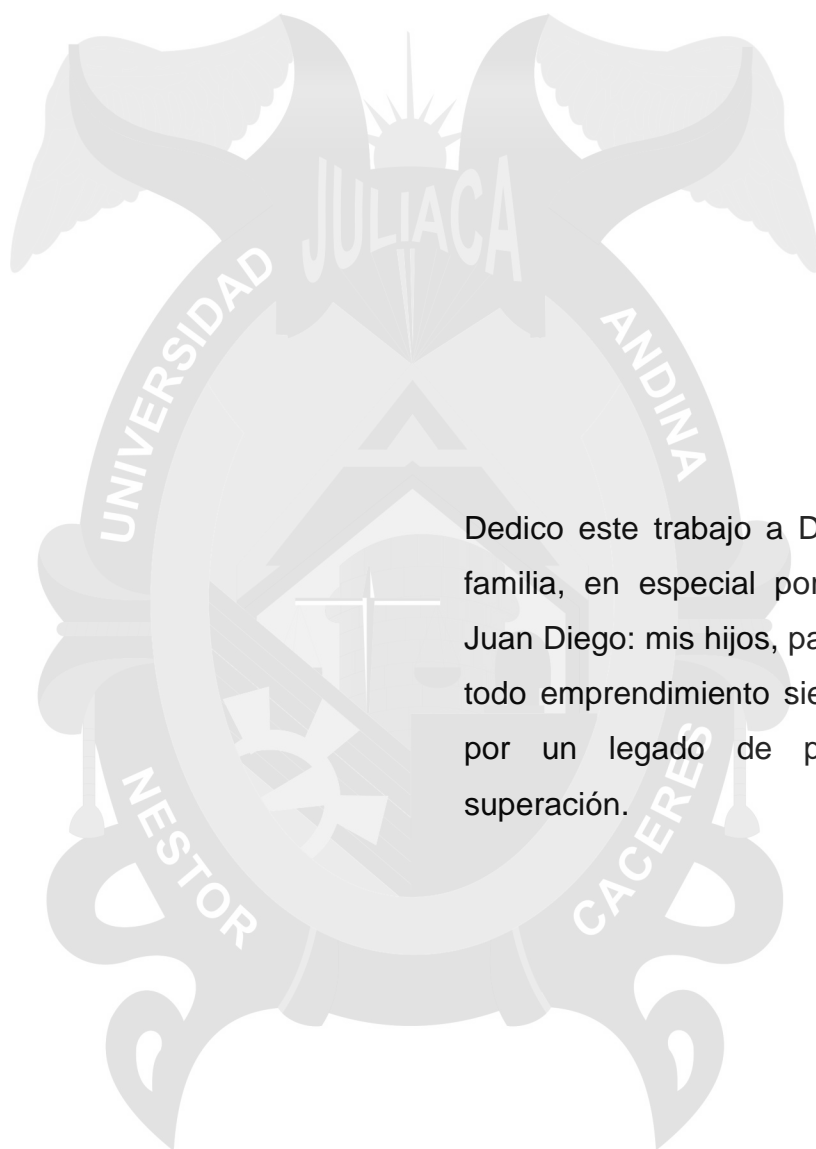 JULIACA
UNIVERSIDAD
ANDINA
NESTOR
CACERES
Dedico este trabajo a D
familia, en especial por
Juan Diego: mis hijos, pa
todo emprendimiento sie
por un legado de p
superación.